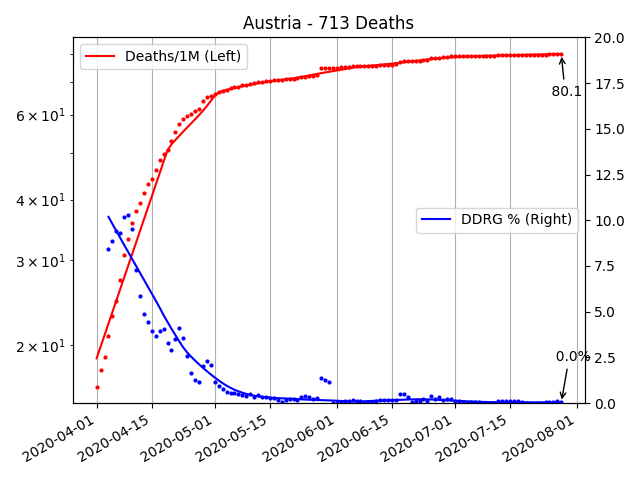 Austria - 713 Deaths
Deaths/1M (Left)
DDRG % (Right)
80.1
0.0%
6 × 10¹
4 × 10¹
3 × 10¹
2 × 10¹
20.0
17.5
15.0
12.5
10.0
7.5
5.0
2.5
0.0
2020-04-01
2020-04-15
2020-05-01
2020-05-15
2020-06-01
2020-06-15
2020-07-01
2020-07-15
2020-08-01